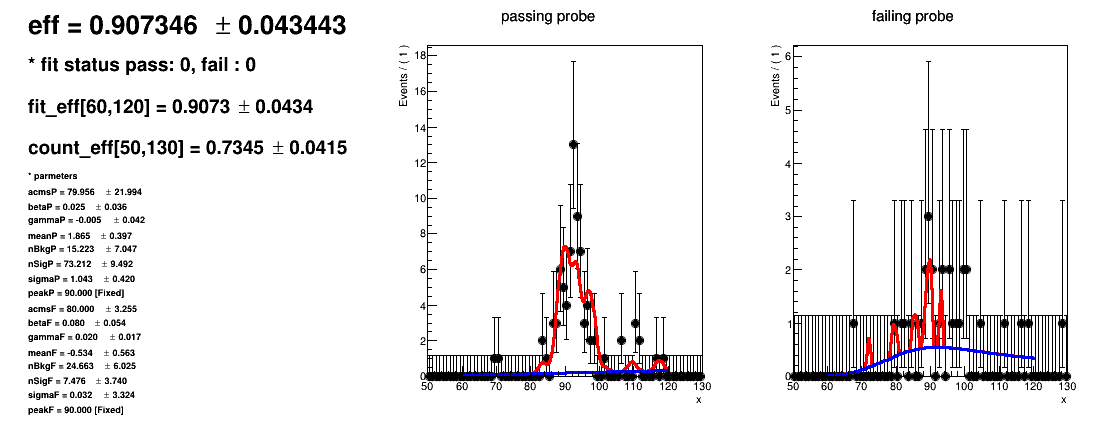 eff = 0.907346 ± 0.043443
* fit status pass: 0, fail : 0
fit_eff[60,120] = 0.9073 ± 0.0434
count_eff[50,130] = 0.7345 ± 0.0415
* parmeters
acmsP = 79.956 ± 21.994
betaP = 0.025 ± 0.036
gammaP = -0.005 ± 0.042
meanP = 1.865 ± 0.397
nBkgP = 15.223 ± 7.047
nSigP = 73.212 ± 9.492
sigmaP = 1.043 ± 0.420
peakP = 90.000 [Fixed]
acmsF = 80.000 ± 3.255
betaF = 0.080 ± 0.054
gammaF = 0.020 ± 0.017
meanF = -0.534 ± 0.563
nBkgF = 24.663 ± 6.025
nSigF = 7.476 ± 3.740
sigmaF = 0.032 ± 3.324
peakF = 90.000 [Fixed]
passing probe
Events / ( 1 )
18
16
14
12
10
8
6
4
2
0
50 60 70 80 90 100 110 120 130
x
failing probe
Events / ( 1 )
6
5
4
3
2
1
0
50 60 70 80 90 100 110 120 130
x